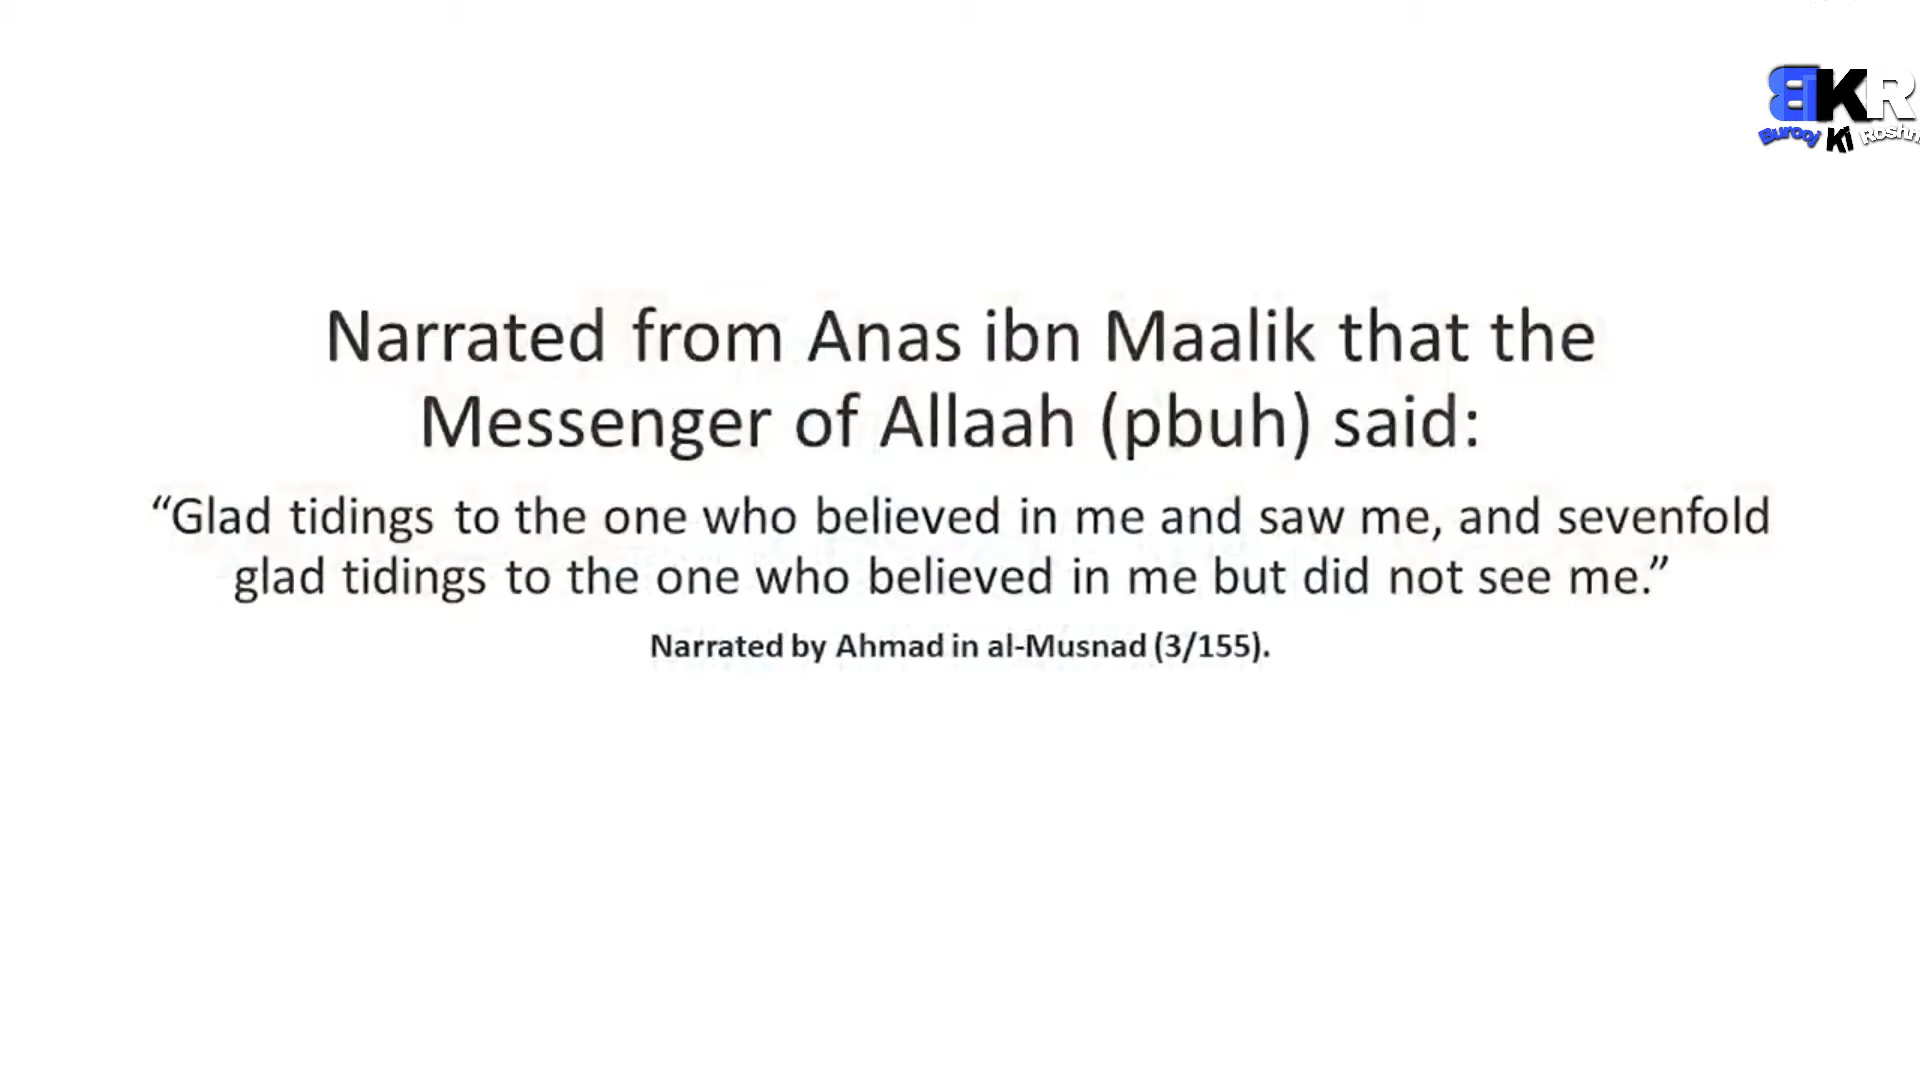 BKR
Burooj Ki Roshn
Narrated from Anas ibn Maalik that the
Messenger of Allaah (pbuh) said:
“Glad tidings to the one who believed in me and saw me, and sevenfold
glad tidings to the one who believed in me but did not see me.”
Narrated by Ahmad in al-Musnad (3/155).